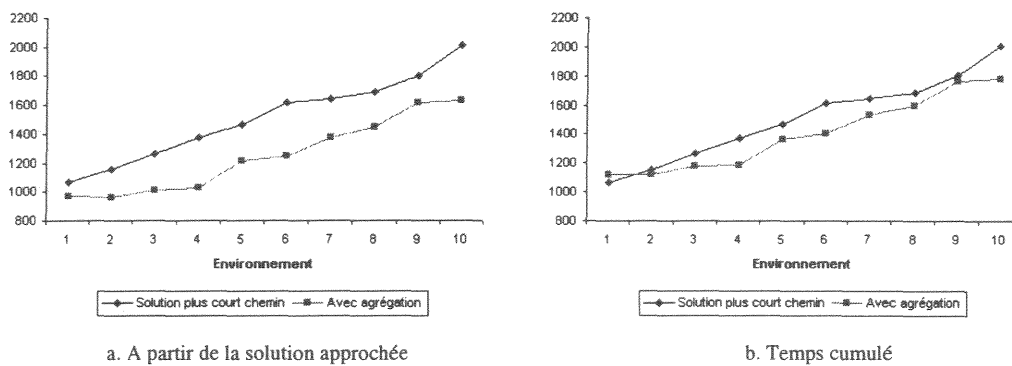 2200
2000
1800
1600
1400
1200
1000
800
1 2 3 4 5 6 7 8 9 10
Environnement
Solution plus court chemin Avec agrégation
a. A partir de la solution approchée
2200
2000
1800
1600
1400
1200
1000
800
1 2 3 4 5 6 7 8 9 10
Environnement
Solution plus court chemin Avec agrégation
b. Temps cumulé